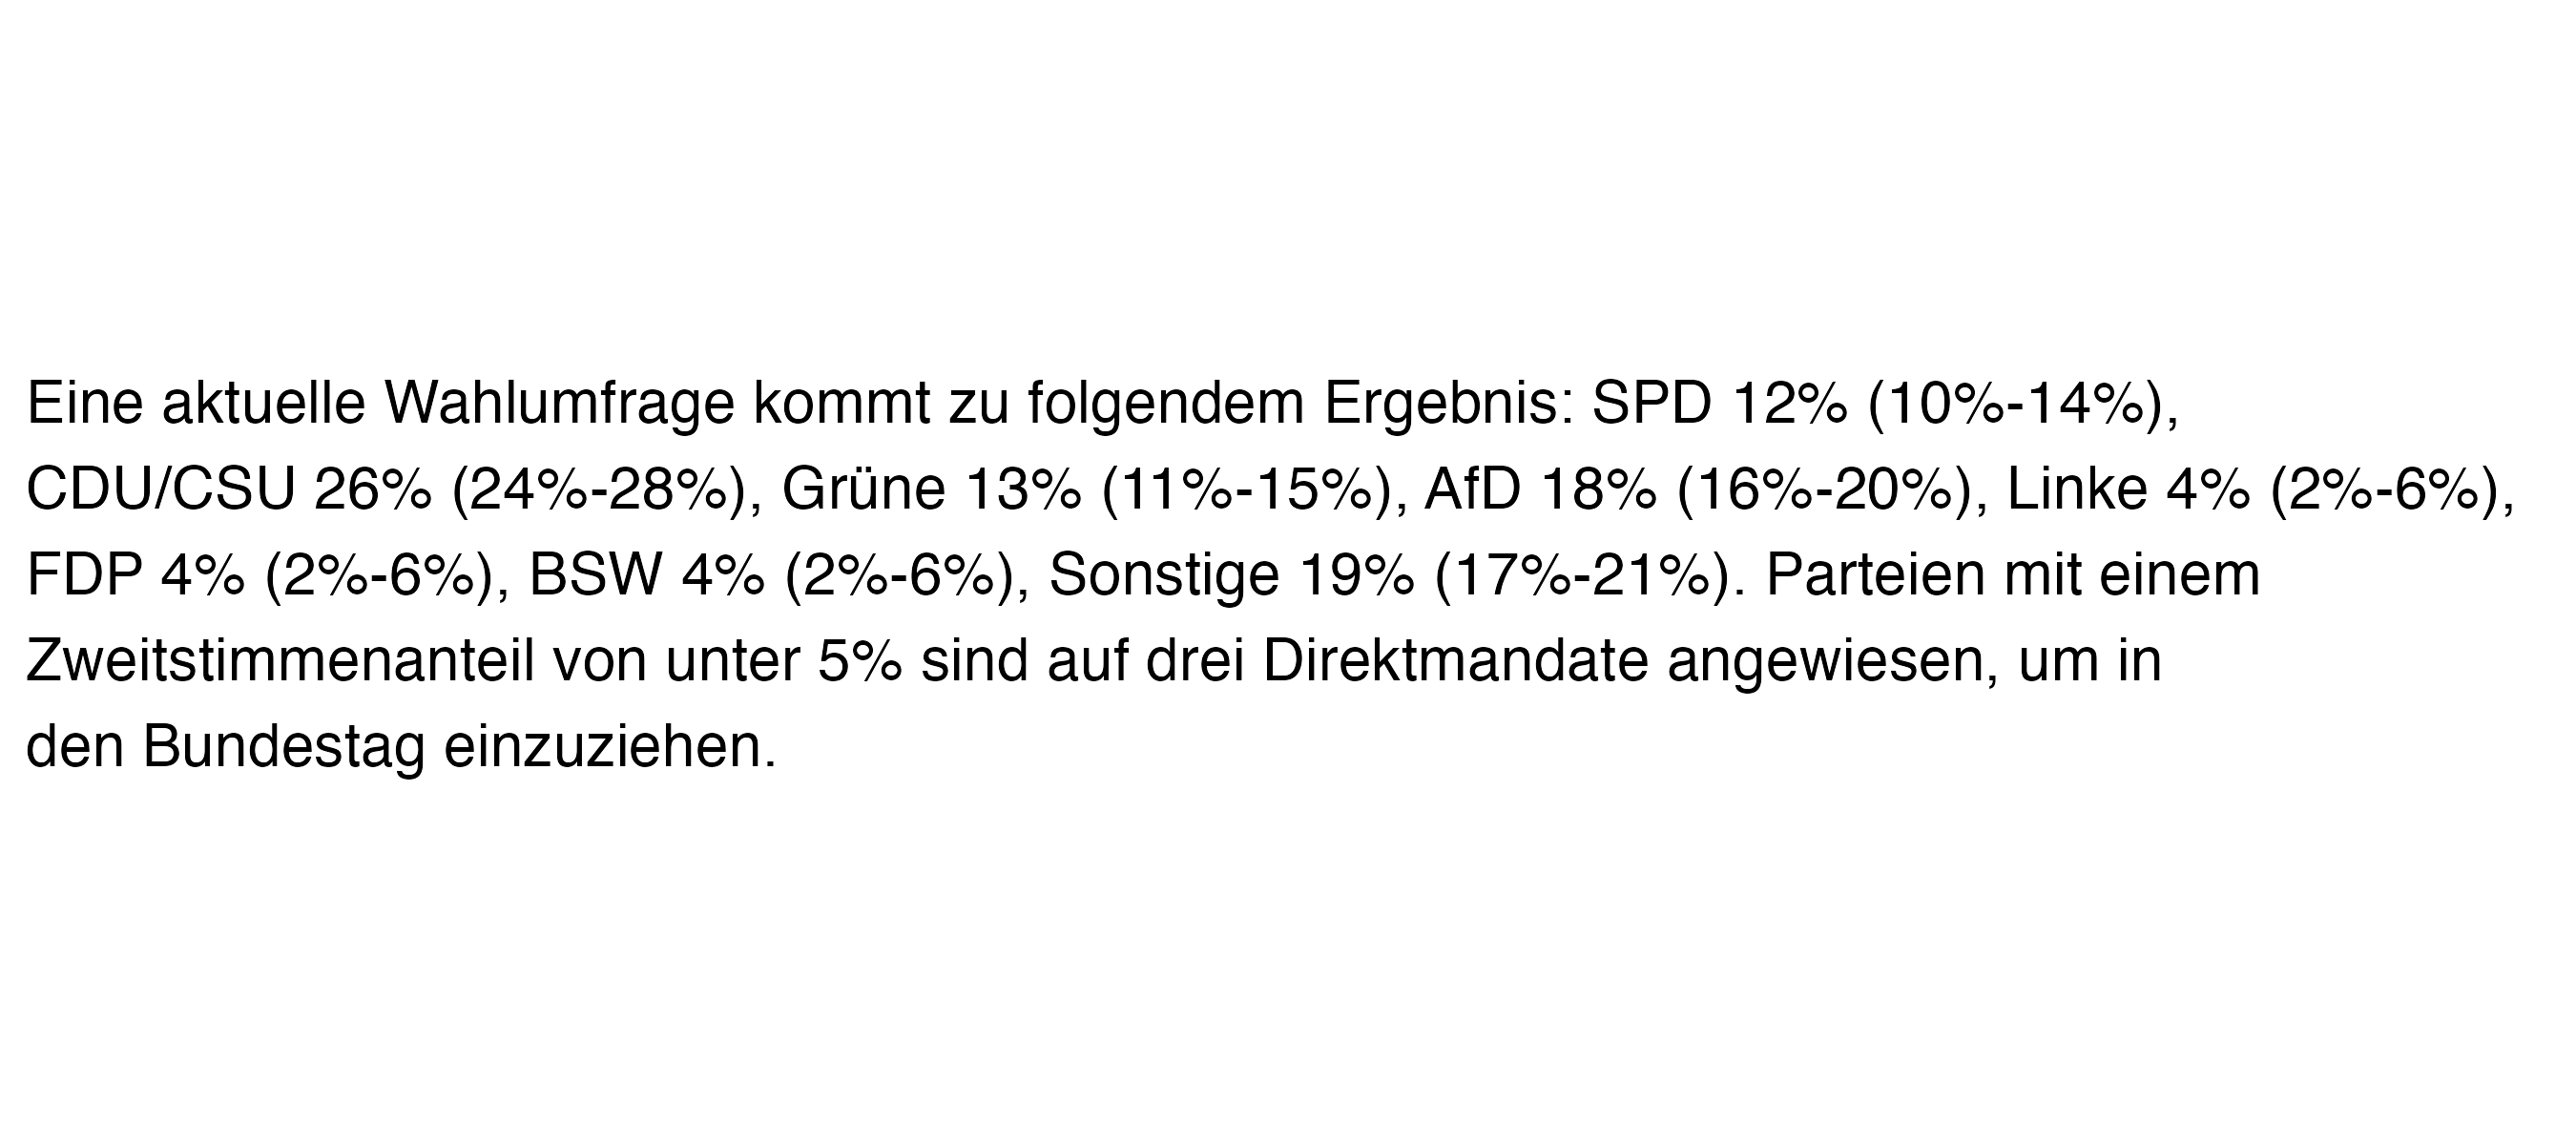 Eine aktuelle Wahlumfrage kommt zu folgendem Ergebnis: SPD 12% (10%-14%),
CDU/CSU 26% (24%-28%), Grüne 13% (11%-15%), AfD 18% (16%-20%), Linke 4% (2%-6%),
FDP 4% (2%-6%), BSW 4% (2%-6%), Sonstige 19% (17%-21%). Parteien mit einem
Zweitstimmenanteil von unter 5% sind auf drei Direktmandate angewiesen, um in
den Bundestag einzuziehen.